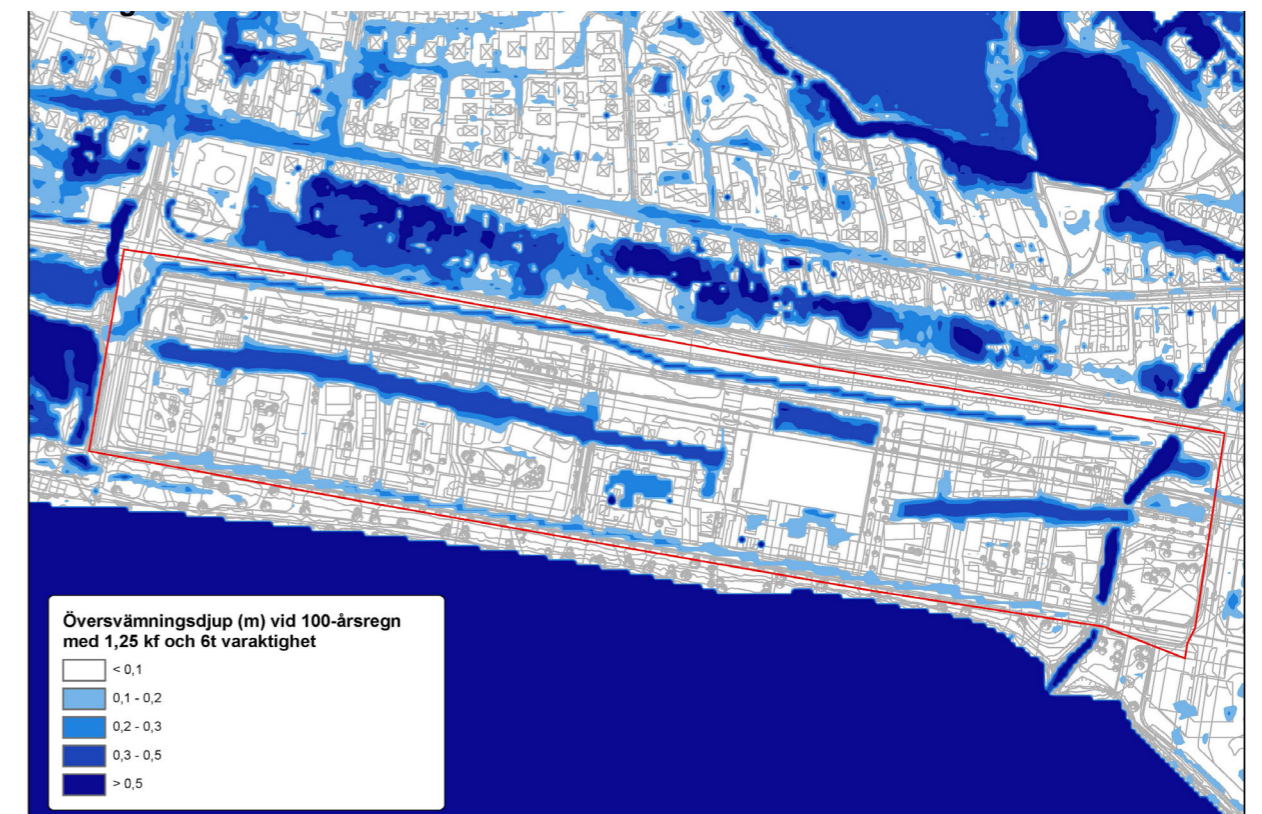 Översvämningsdjup (m) vid 100-årsregn
med 1,25 kf och 6t varaktighet
< 0,1
0,1 - 0,2
0,2 - 0,3
0,3 - 0,5
> 0,5